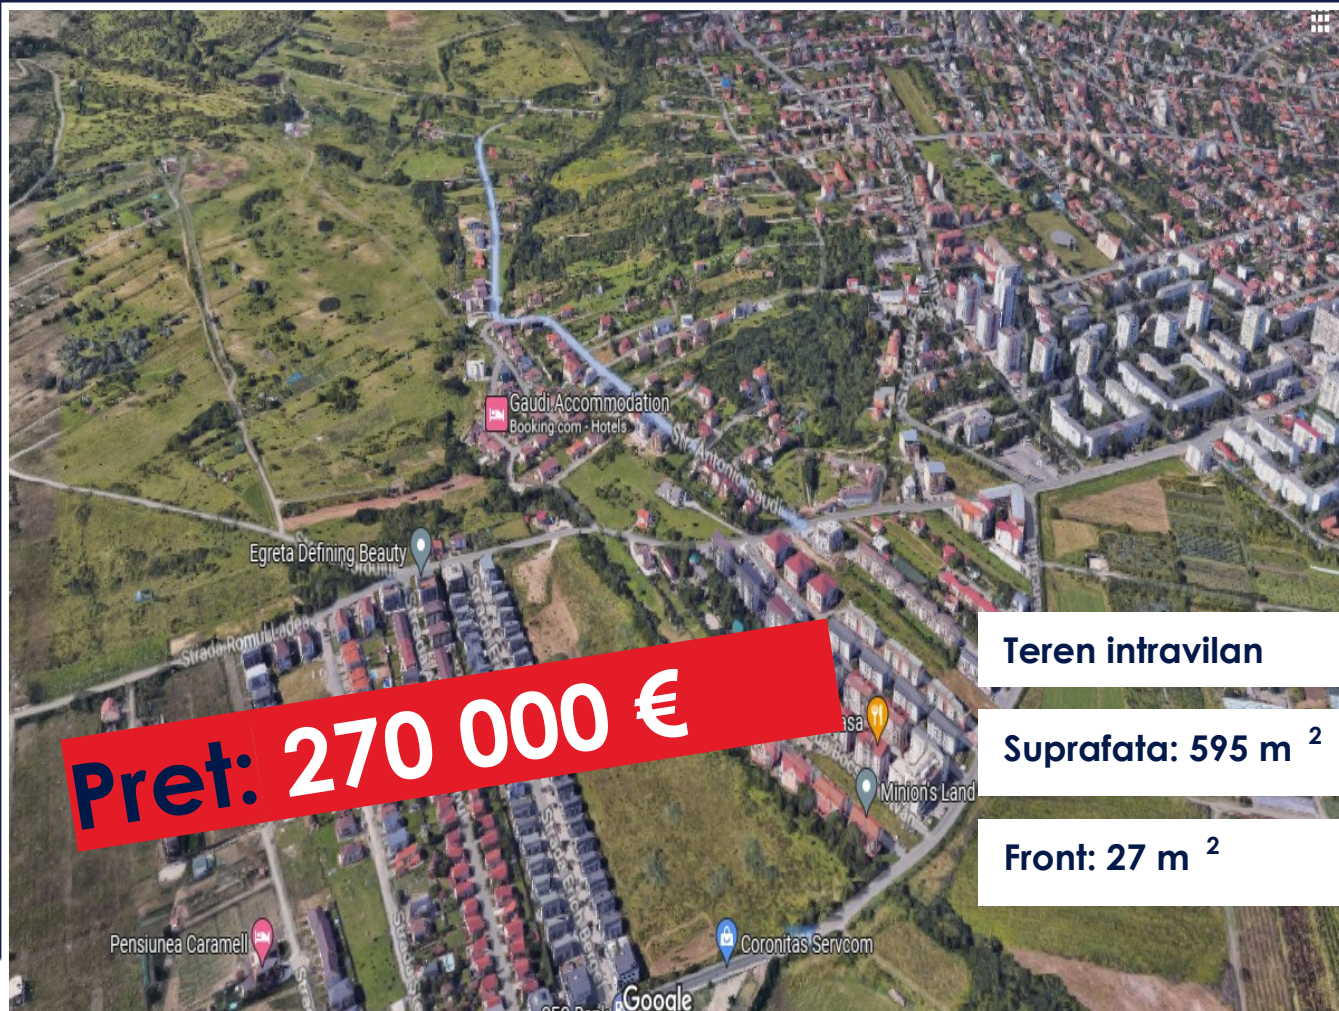 Gaudi Accommodation
Booking.com - Hotels
Str. Antonio Gaudi
Egreta Defining Beauty
Strada Romul Ladea
Teren intravilan
Pret: 270 000 €
Suprafata: 595 m ²
Minion's Land
Front: 27 m ²
Pensiunea Caramell
Coronitas Servcom
Google